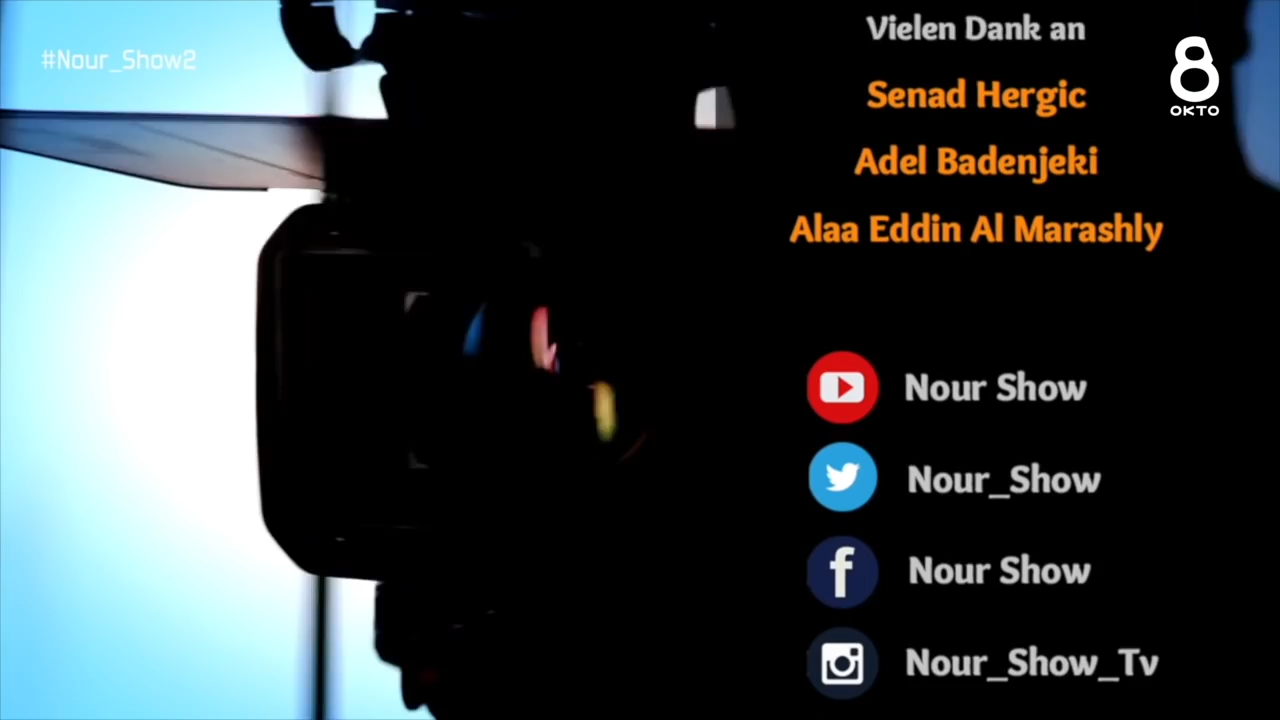 #Nour_Show2
Vielen Dank an
Senad Hergic
Adel Badenjeki
Alaa Eddin Al Marashly
8
OKTO
Nour Show
Nour_Show
Nour Show
Nour_Show_Tv